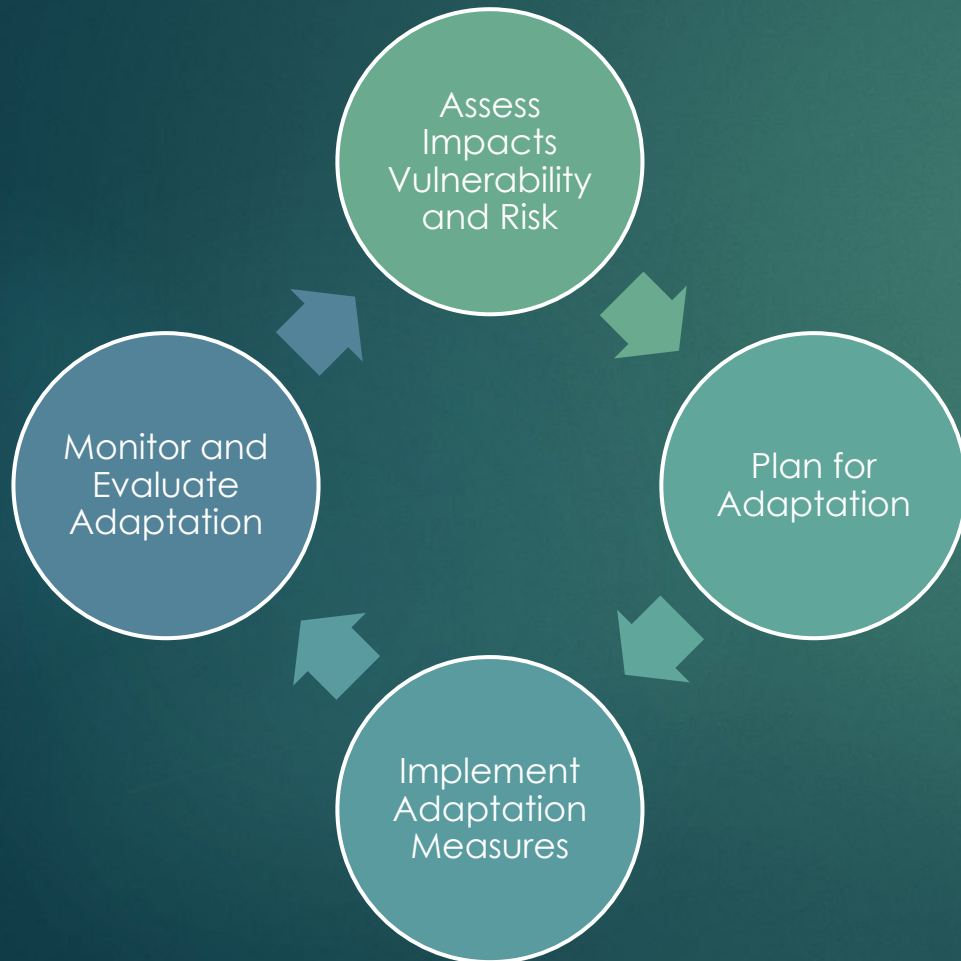 Assess
Impacts
Vulnerability
and Risk
Plan for
Adaptation
Implement
Adaptation
Measures
Monitor and
Evaluate
Adaptation